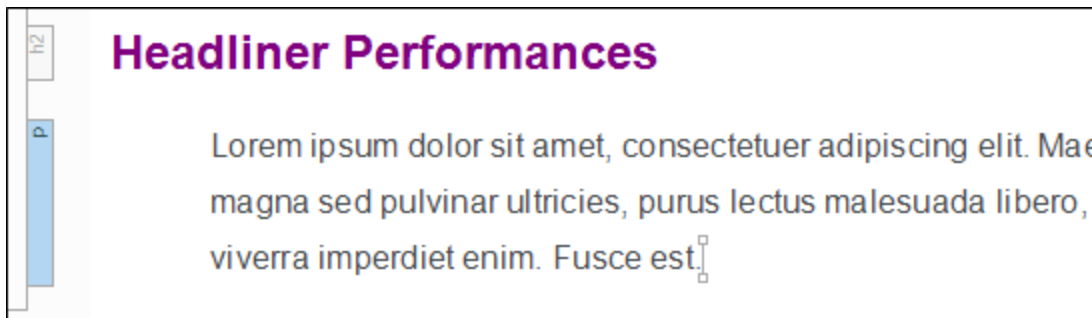 h2
Headliner Performances
p
Lorem ipsum dolor sit amet, consectetuer adipiscing elit.
magna sed pulvinar ultricies, purus lectus malesuada libero,
viverra imperdiet enim. Fusce est.